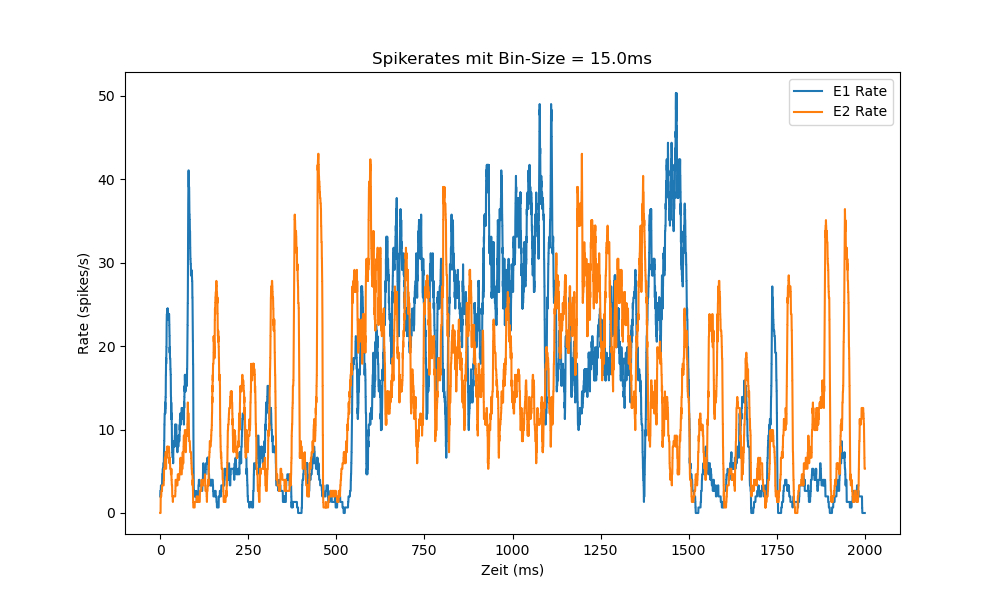 Spikerates mit Bin-Size = 15.0ms
E1 Rate
E2 Rate
50
40
30
20
10
0
Rate (spikes/s)
0 250 500 750 1000 1250 1500 1750 2000
Zeit (ms)